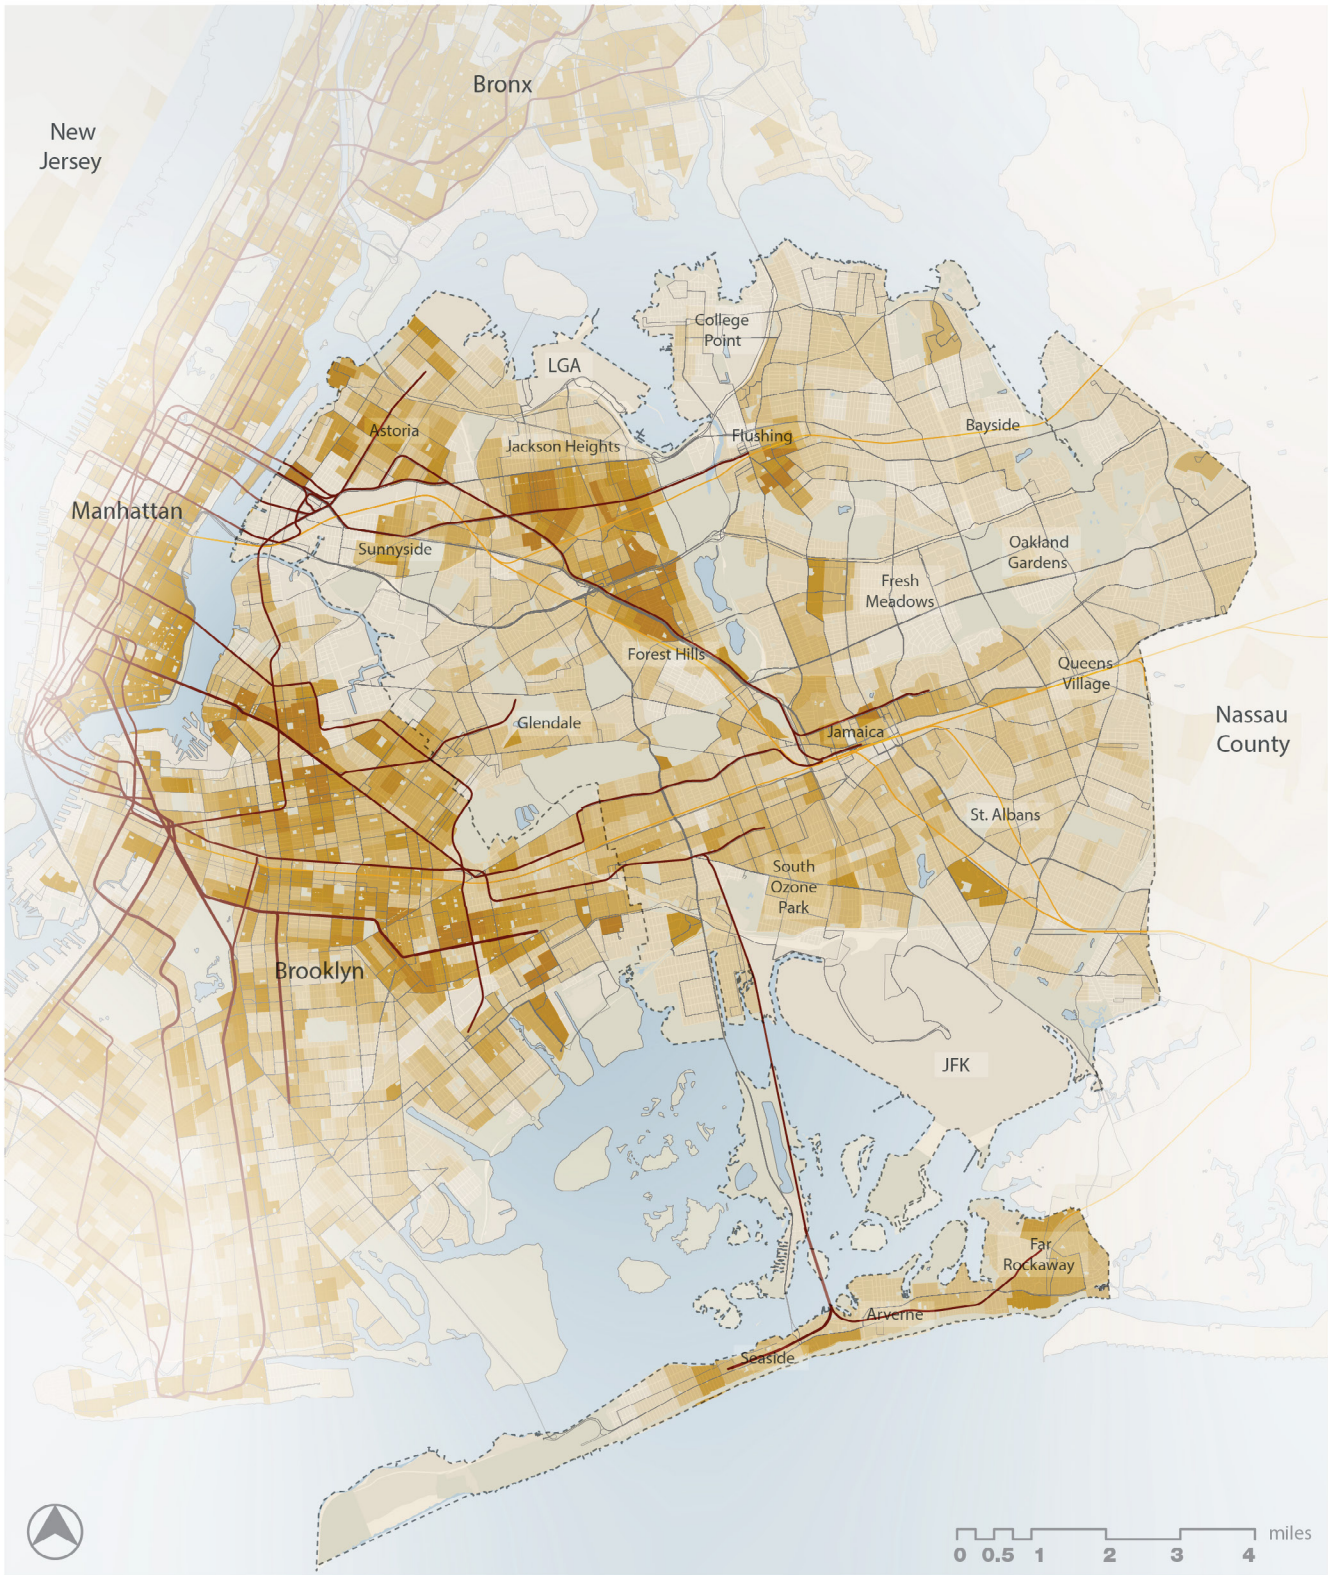 Bronx
New
Jersey
College
Point
LGA
Astoria
Jackson Heights
Flushing
Bayside
Manhattan
Sunnyside
Oakland
Gardens
Fresh
Meadows
Forest Hills
Queens
Village
Glendale
Jamaica
Nassau
County
St. Albans
South
Ozone
Park
Brooklyn
JFK
Far
Rockaway
Arverne
Seaside
miles
0 0.5 1 2 3 4